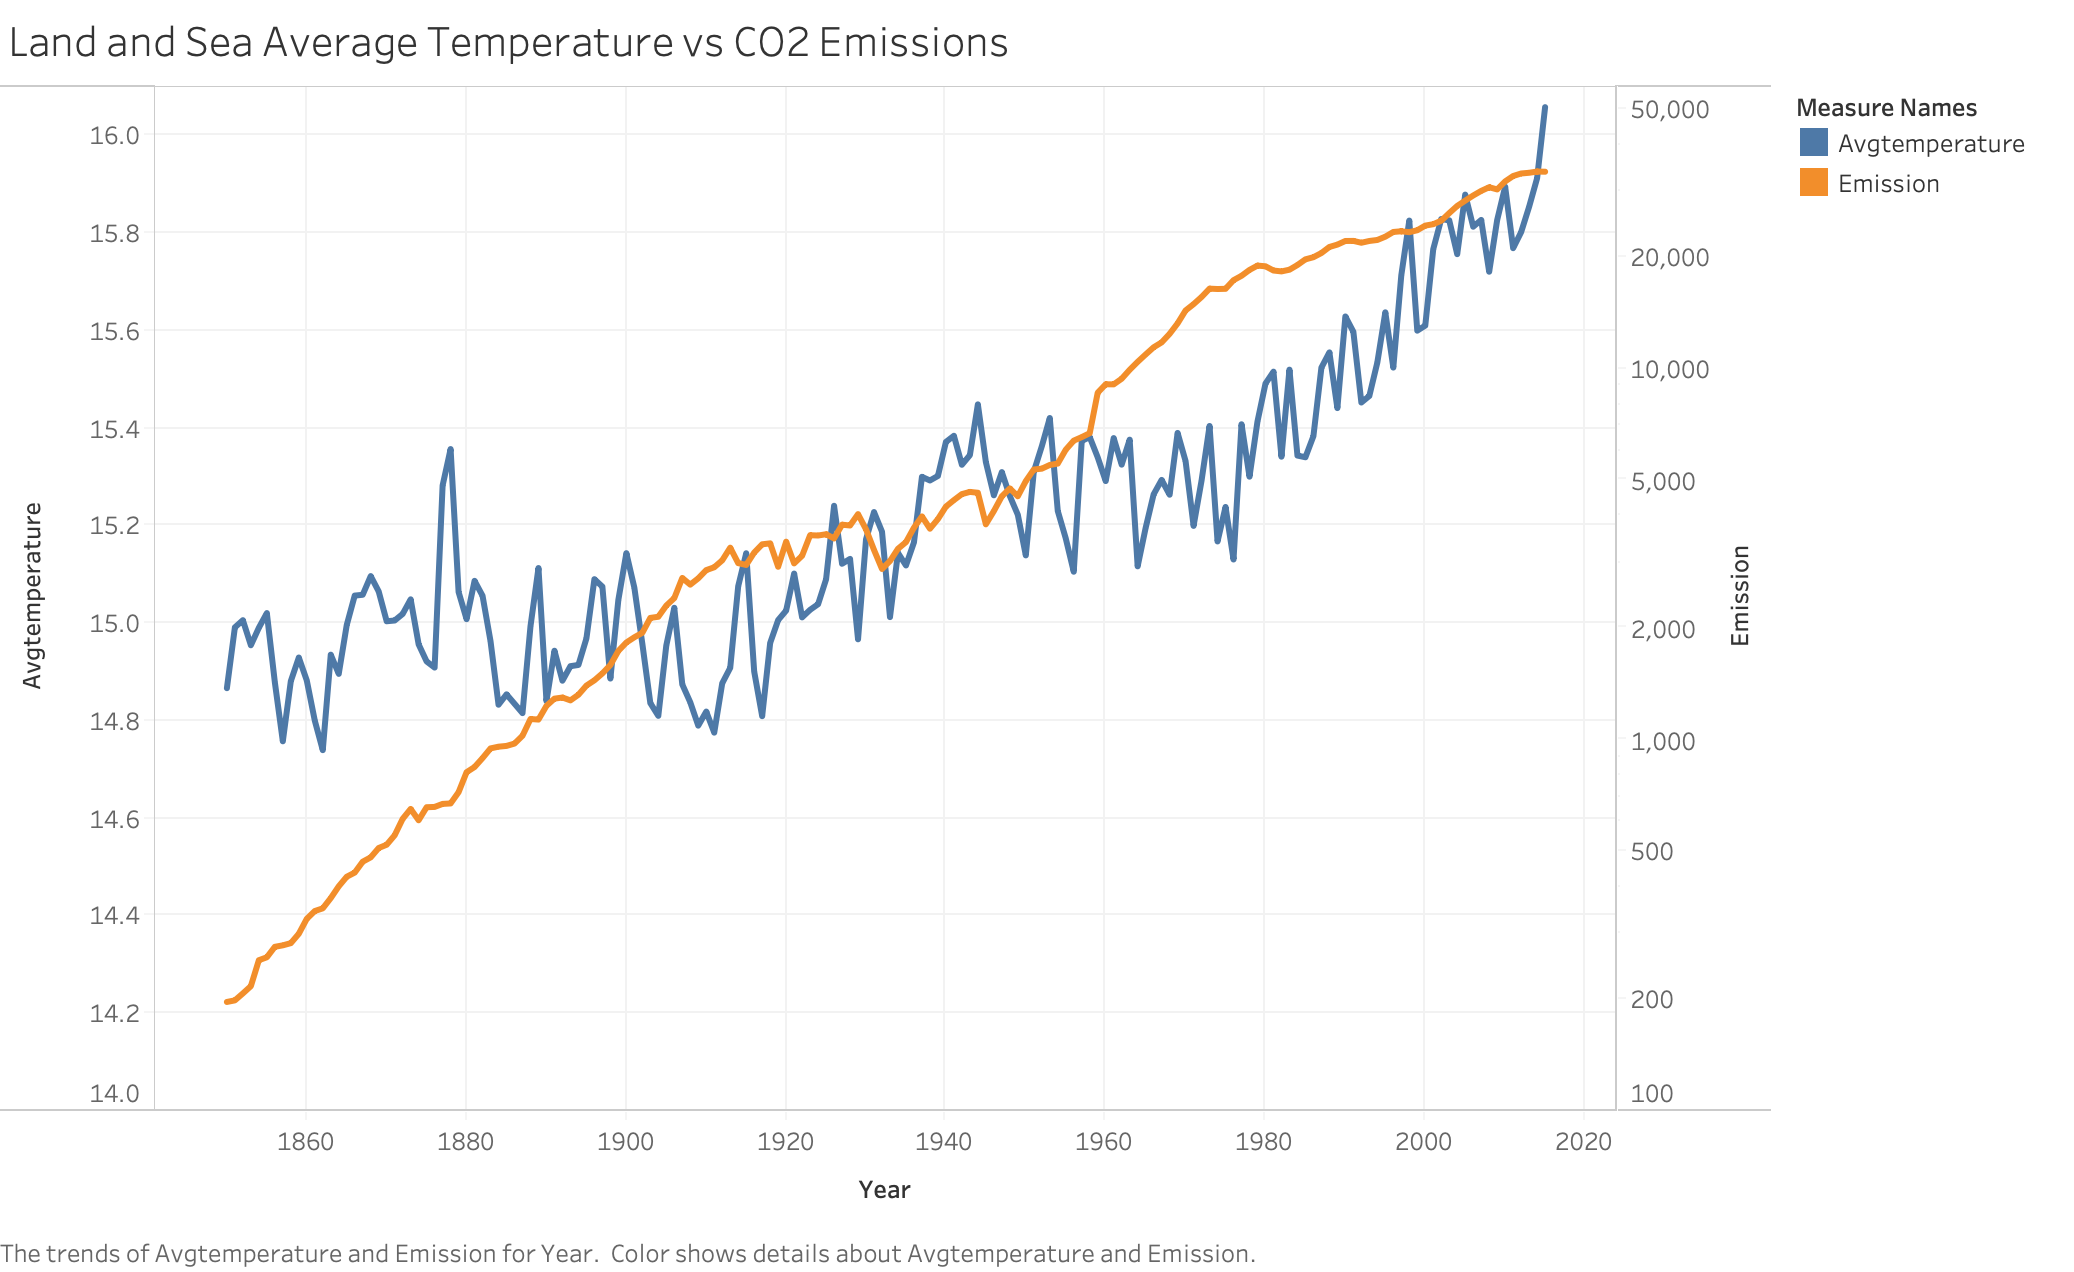 Land and Sea Average Temperature vs CO2 Emissions
Measure Names
Avgtemperature
Emission
Avgtemperature
16.0
15.8
15.6
15.4
15.2
15.0
14.8
14.6
14.4
14.2
14.0
50,000
20,000
10,000
5,000
2,000
1,000
500
200
100
Emission
1860 1880 1900 1920 1940 1960 1980 2000 2020
Year
The trends of Avgtemperature and Emission for Year.  Color shows details about Avgtemperature and Emission.